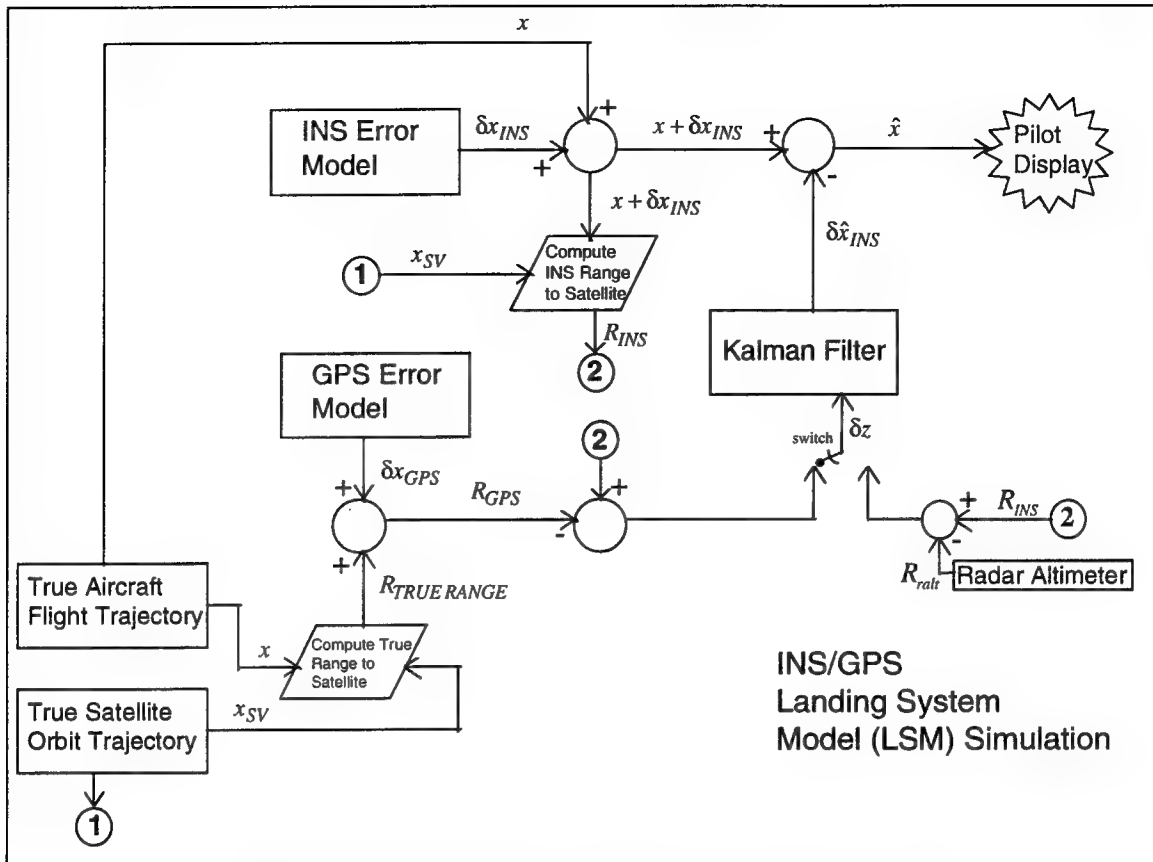 x
INS Error
Model
δx_INS
+
+
x + δx_INS
+
-
x̂
Pilot
Display
x + δx_INS
δx̂_INS
1
x_SV
Compute
INS Range
to Satellite
R_INS
2
Kalman Filter
GPS Error
Model
δx_GPS
2
switch
δz
+
+
R_GPS
-
+
R_INS
+
-
2
R_ralt
Radar Altimeter
R_TRUE RANGE
True Aircraft
Flight Trajectory
x
Compute True
Range to
Satellite
True Satellite
Orbit Trajectory
x_SV
1
INS/GPS
Landing System
Model (LSM) Simulation